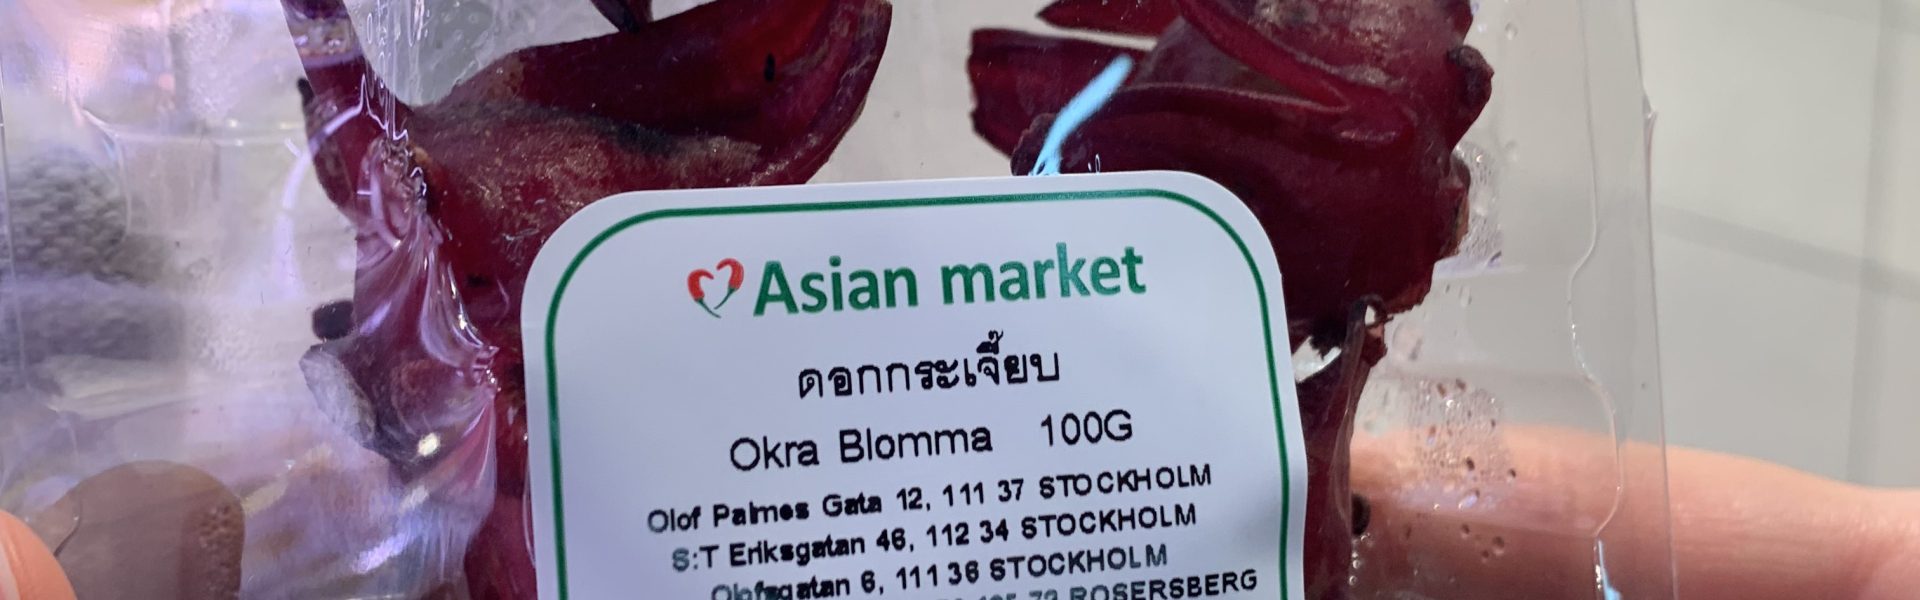 Asian market
ดอกกระเจี๊ยบ
Okra Blomma 100G
Olof Palmes Gata 12, 111 37 STOCKHOLM
S:T Eriksgatan 46, 112 34 STOCKHOLM
Olofsgatan 6, 111 36 STOCKHOLM
ROSERSBERG